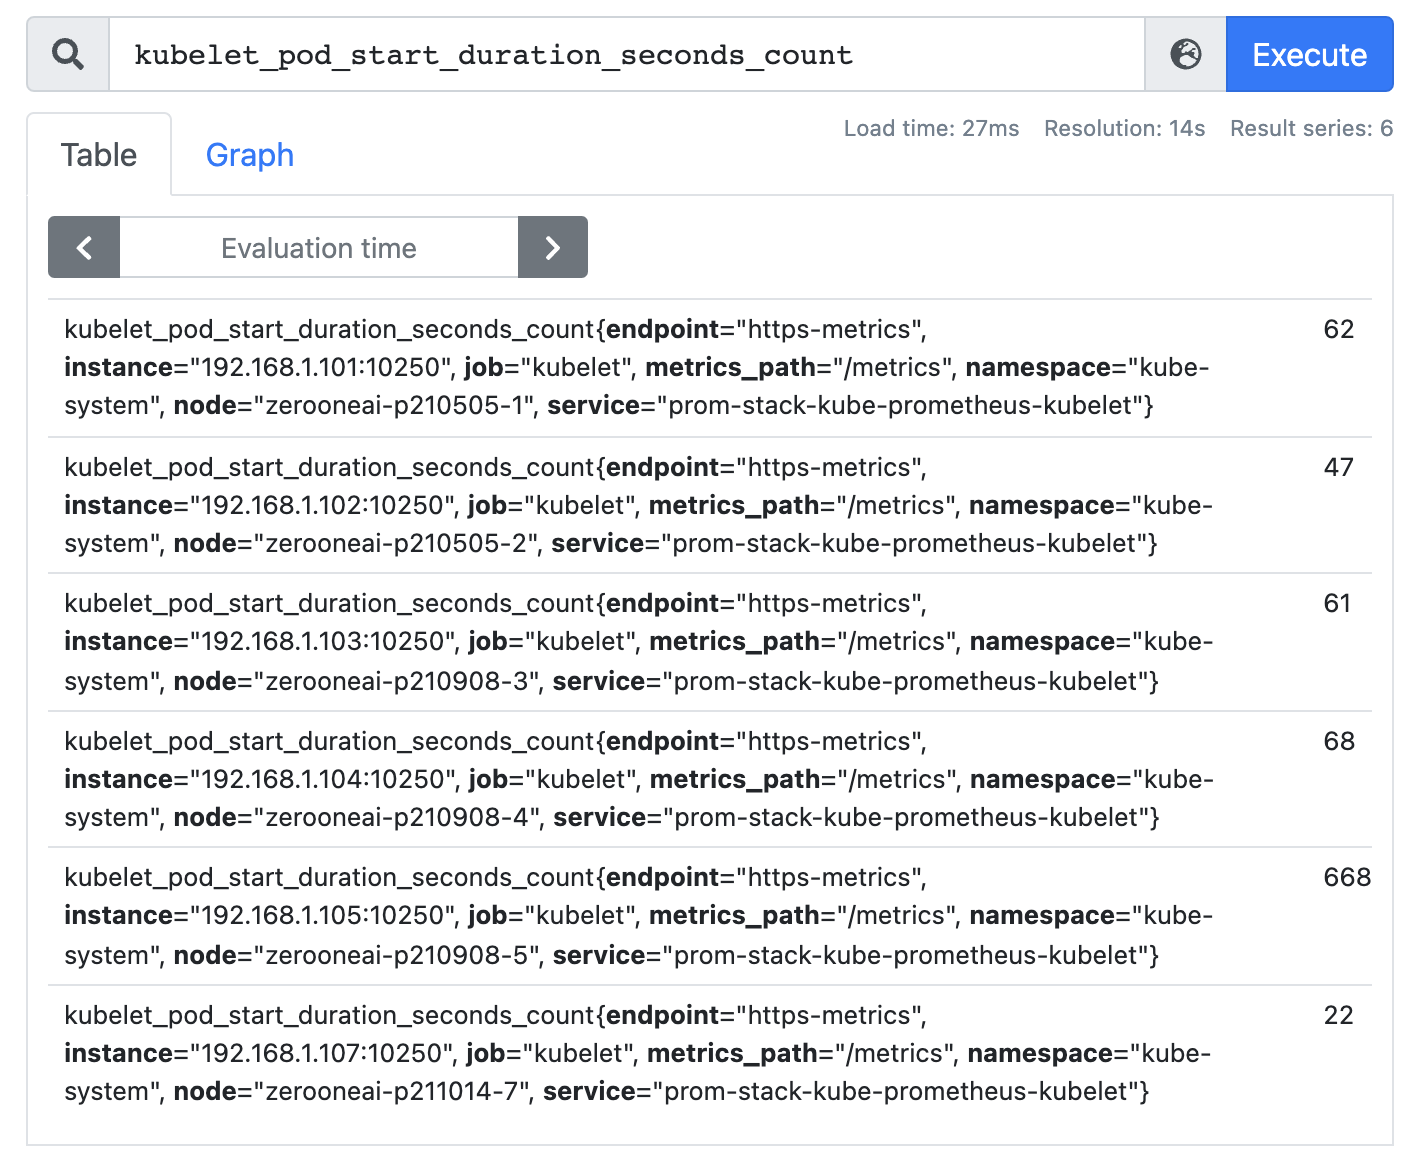 kubelet_pod_start_duration_seconds_count
Execute
Load time: 27ms Resolution: 14s Result series: 6
Table Graph
Evaluation time
kubelet_pod_start_duration_seconds_count{endpoint="https-metrics", 62
instance="192.168.1.101:10250", job="kubelet", metrics_path="/metrics", namespace="kube-
system", node="zerooneai-p210505-1", service="prom-stack-kube-prometheus-kubelet"}
kubelet_pod_start_duration_seconds_count{endpoint="https-metrics", 47
instance="192.168.1.102:10250", job="kubelet", metrics_path="/metrics", namespace="kube-
system", node="zerooneai-p210505-2", service="prom-stack-kube-prometheus-kubelet"}
kubelet_pod_start_duration_seconds_count{endpoint="https-metrics", 61
instance="192.168.1.103:10250", job="kubelet", metrics_path="/metrics", namespace="kube-
system", node="zerooneai-p210908-3", service="prom-stack-kube-prometheus-kubelet"}
kubelet_pod_start_duration_seconds_count{endpoint="https-metrics", 68
instance="192.168.1.104:10250", job="kubelet", metrics_path="/metrics", namespace="kube-
system", node="zerooneai-p210908-4", service="prom-stack-kube-prometheus-kubelet"}
kubelet_pod_start_duration_seconds_count{endpoint="https-metrics", 668
instance="192.168.1.105:10250", job="kubelet", metrics_path="/metrics", namespace="kube-
system", node="zerooneai-p210908-5", service="prom-stack-kube-prometheus-kubelet"}
kubelet_pod_start_duration_seconds_count{endpoint="https-metrics", 22
instance="192.168.1.107:10250", job="kubelet", metrics_path="/metrics", namespace="kube-
system", node="zerooneai-p211014-7", service="prom-stack-kube-prometheus-kubelet"}